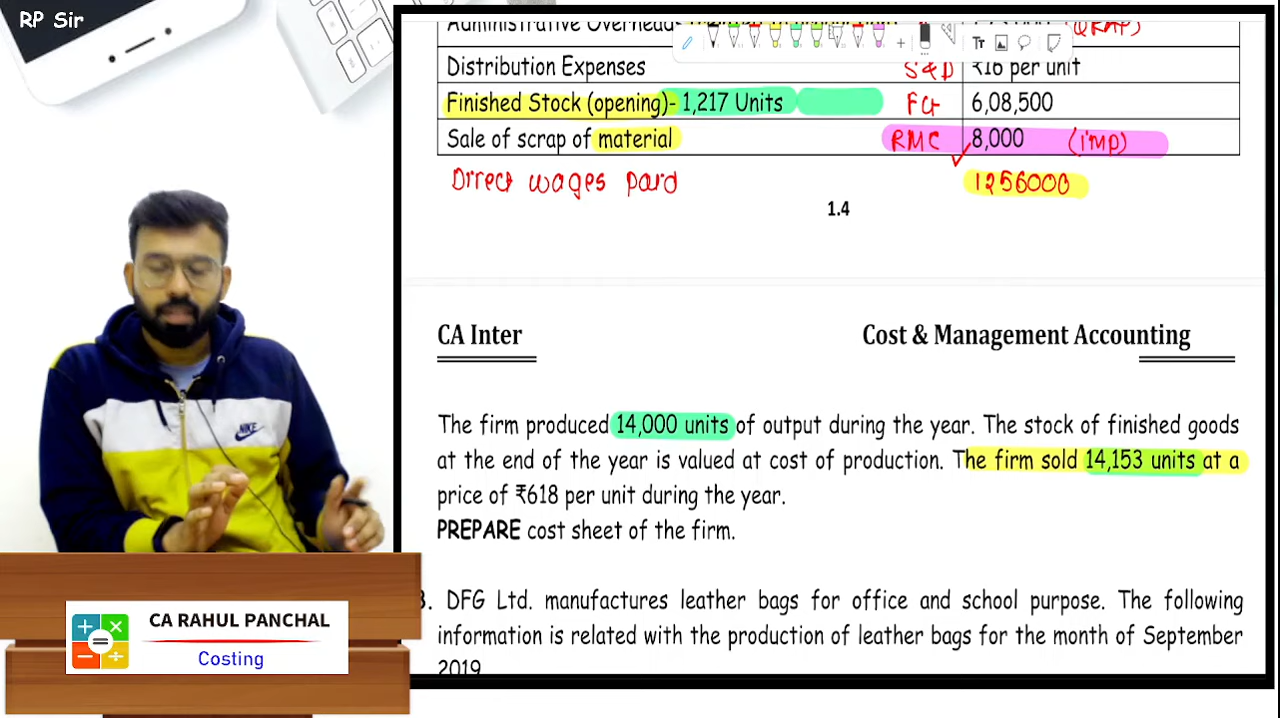 RP Sir
Administrative Overheads
Distribution Expenses S&D ₹16 per unit
Finished Stock (opening)- 1,217 Units FG 6,08,500
Sale of scrap of material RMC 8,000 (IMP)
Direct wages paid 1256000
1.4
CA Inter Cost & Management Accounting
The firm produced 14,000 units of output during the year. The stock of finished goods
at the end of the year is valued at cost of production. The firm sold 14,153 units at a
price of ₹618 per unit during the year.
PREPARE cost sheet of the firm.
3. DFG Ltd. manufactures leather bags for office and school purpose. The following
information is related with the production of leather bags for the month of September
2019
NIKE
CA RAHUL PANCHAL
Costing